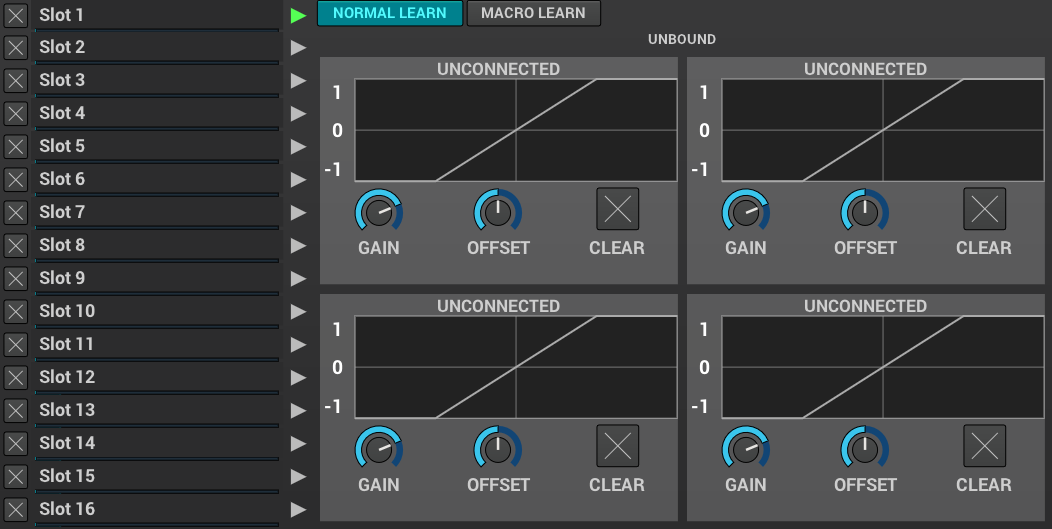 Slot 1
Slot 2
Slot 3
Slot 4
Slot 5
Slot 6
Slot 7
Slot 8
Slot 9
Slot 10
Slot 11
Slot 12
Slot 13
Slot 14
Slot 15
Slot 16
NORMAL LEARN MACRO LEARN
UNBOUND
UNCONNECTED
1
0
-1
GAIN OFFSET CLEAR
UNCONNECTED
1
0
-1
GAIN OFFSET CLEAR
UNCONNECTED
1
0
-1
GAIN OFFSET CLEAR
UNCONNECTED
1
0
-1
GAIN OFFSET CLEAR